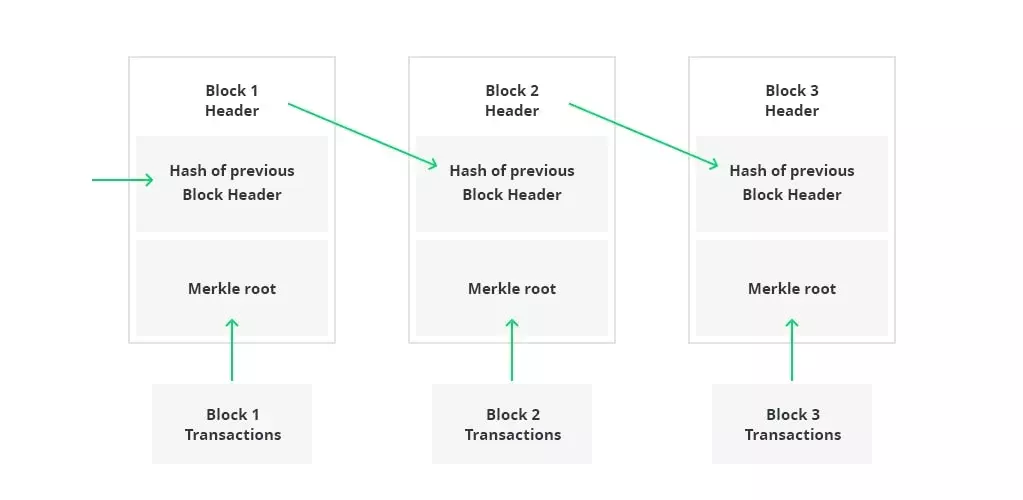 Block 1
Header
Hash of previous
Block Header
Merkle root
Block 1
Transactions
Block 2
Header
Hash of previous
Block Header
Merkle root
Block 2
Transactions
Block 3
Header
Hash of previous
Block Header
Merkle root
Block 3
Transactions